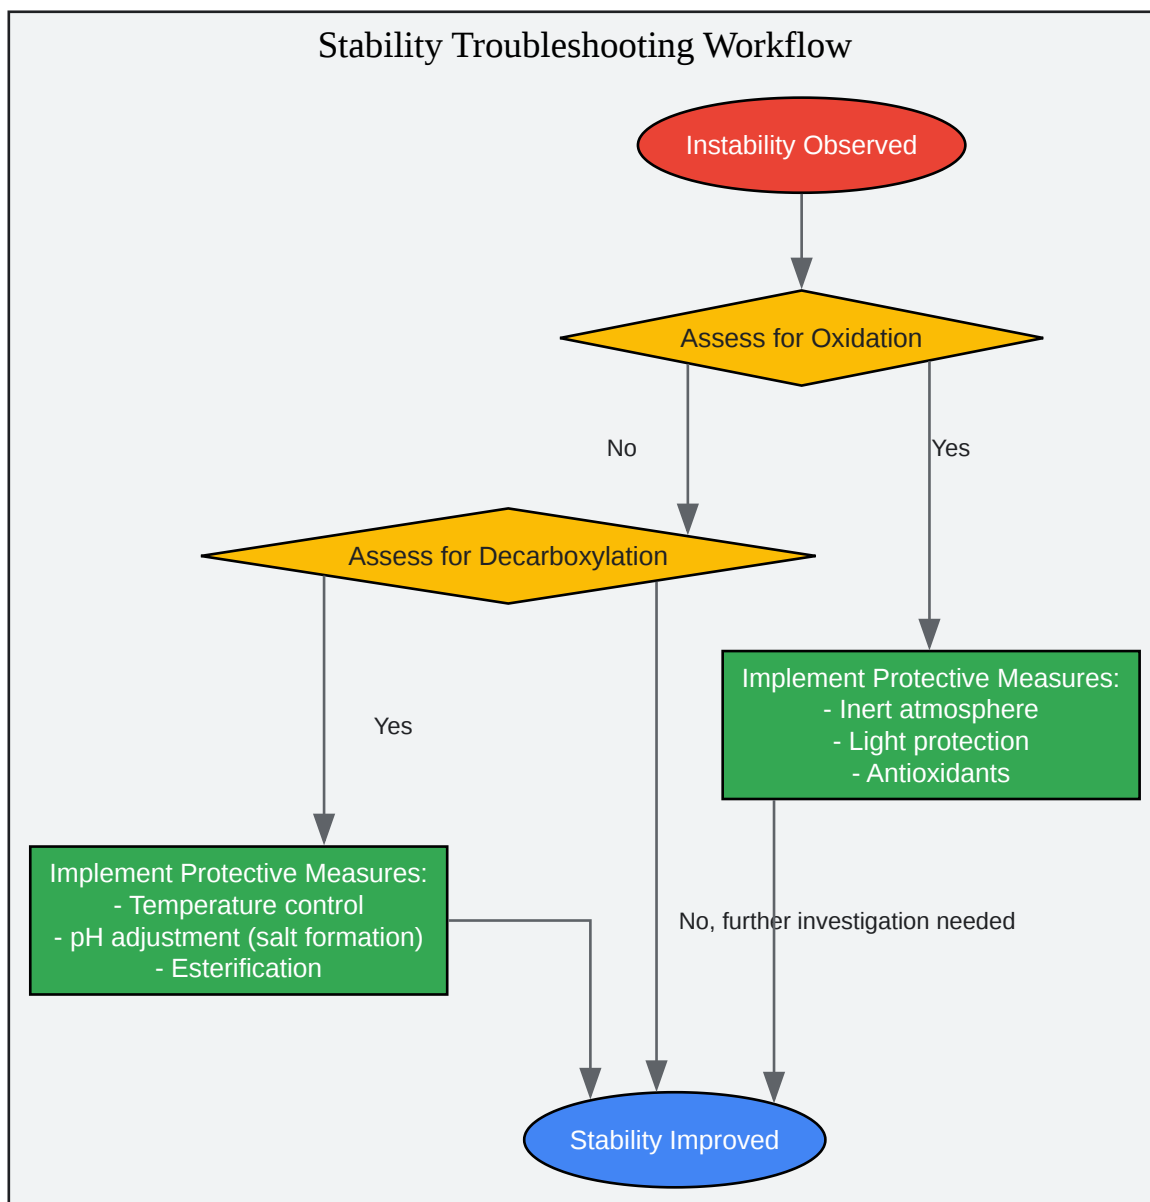 Stability Troubleshooting Workflow
Instability Observed
Assess for Oxidation
No
Yes
Assess for Decarboxylation
Implement Protective Measures:
- Inert atmosphere
- Light protection
- Antioxidants
Yes
Implement Protective Measures:
- Temperature control
- pH adjustment (salt formation)
- Esterification
No, further investigation needed
Stability Improved